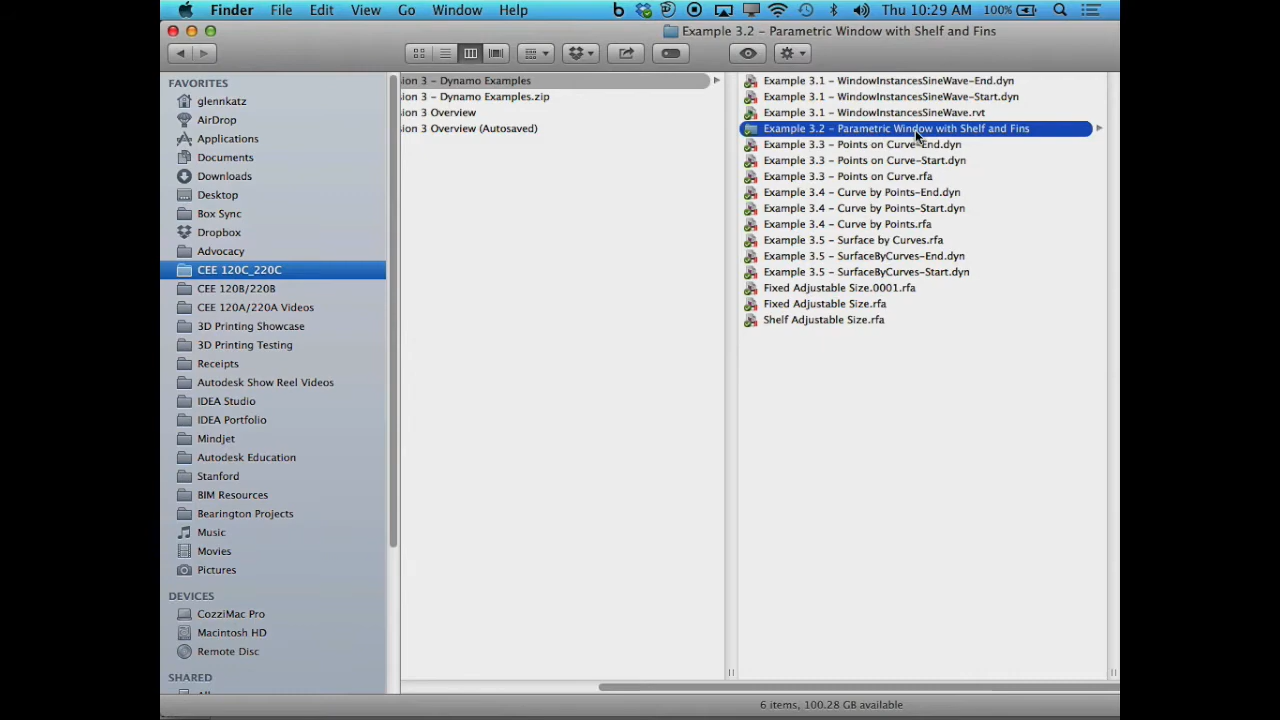 Finder File Edit View Go Window Help Thu 10:29 AM 100%
Example 3.2 – Parametric Window with Shelf and Fins
FAVORITES
glennkatz
AirDrop
Applications
Documents
Downloads
Desktop
Box Sync
Dropbox
Advocacy
CEE 120C_220C
CEE 120B/220B
CEE 120A/220A Videos
3D Printing Showcase
3D Printing Testing
Receipts
Autodesk Show Reel Videos
IDEA Studio
IDEA Portfolio
Mindjet
Autodesk Education
Stanford
BIM Resources
Bearington Projects
Music
Movies
Pictures
DEVICES
CozziMac Pro
Macintosh HD
Remote Disc
SHARED
ion 3 – Dynamo Examples
ion 3 – Dynamo Examples.zip
ion 3 Overview
ion 3 Overview (Autosaved)
Example 3.1 – WindowInstancesSineWave-End.dyn
Example 3.1 – WindowInstancesSineWave-Start.dyn
Example 3.1 – WindowInstancesSineWave.rvt
Example 3.2 – Parametric Window with Shelf and Fins
Example 3.3 – Points on Curve-End.dyn
Example 3.3 – Points on Curve-Start.dyn
Example 3.3 – Points on Curve.rfa
Example 3.4 – Curve by Points-End.dyn
Example 3.4 – Curve by Points-Start.dyn
Example 3.4 – Curve by Points.rfa
Example 3.5 – Surface by Curves.rfa
Example 3.5 – SurfaceByCurves-End.dyn
Example 3.5 – SurfaceByCurves-Start.dyn
Fixed Adjustable Size.0001.rfa
Fixed Adjustable Size.rfa
Shelf Adjustable Size.rfa
6 items, 100.28 GB available